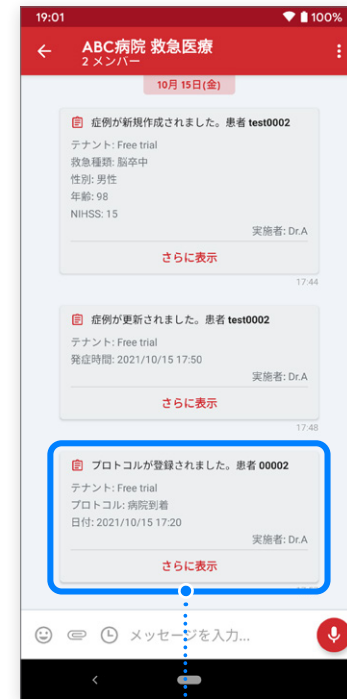 19:01 100%
ABC病院 救急医療
2 メンバー
10月 15日(金)
症例が新規作成されました。患者 test0002
テナント: Free trial
救急種類: 脳卒中
性別: 男性
年齢: 98
NIHSS: 15
実施者: Dr.A
さらに表示
17:44
症例が更新されました。患者 test0002
テナント: Free trial
発症時間: 2021/10/15 17:50
実施者: Dr.A
さらに表示
17:48
プロトコルが登録されました。患者 00002
テナント: Free trial
プロトコル: 病院到着
日付: 2021/10/15 17:20
実施者: Dr.A
さらに表示
メッセージを入力...